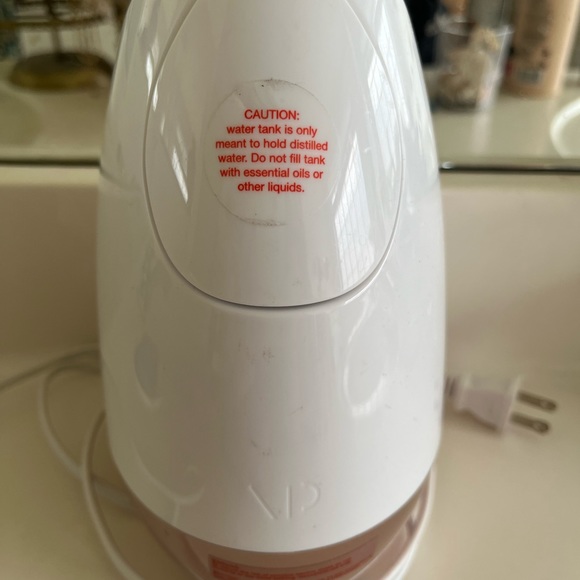 CAUTION:
water tank is only
meant to hold distilled
water. Do not fill tank
with essential oils or
other liquids.